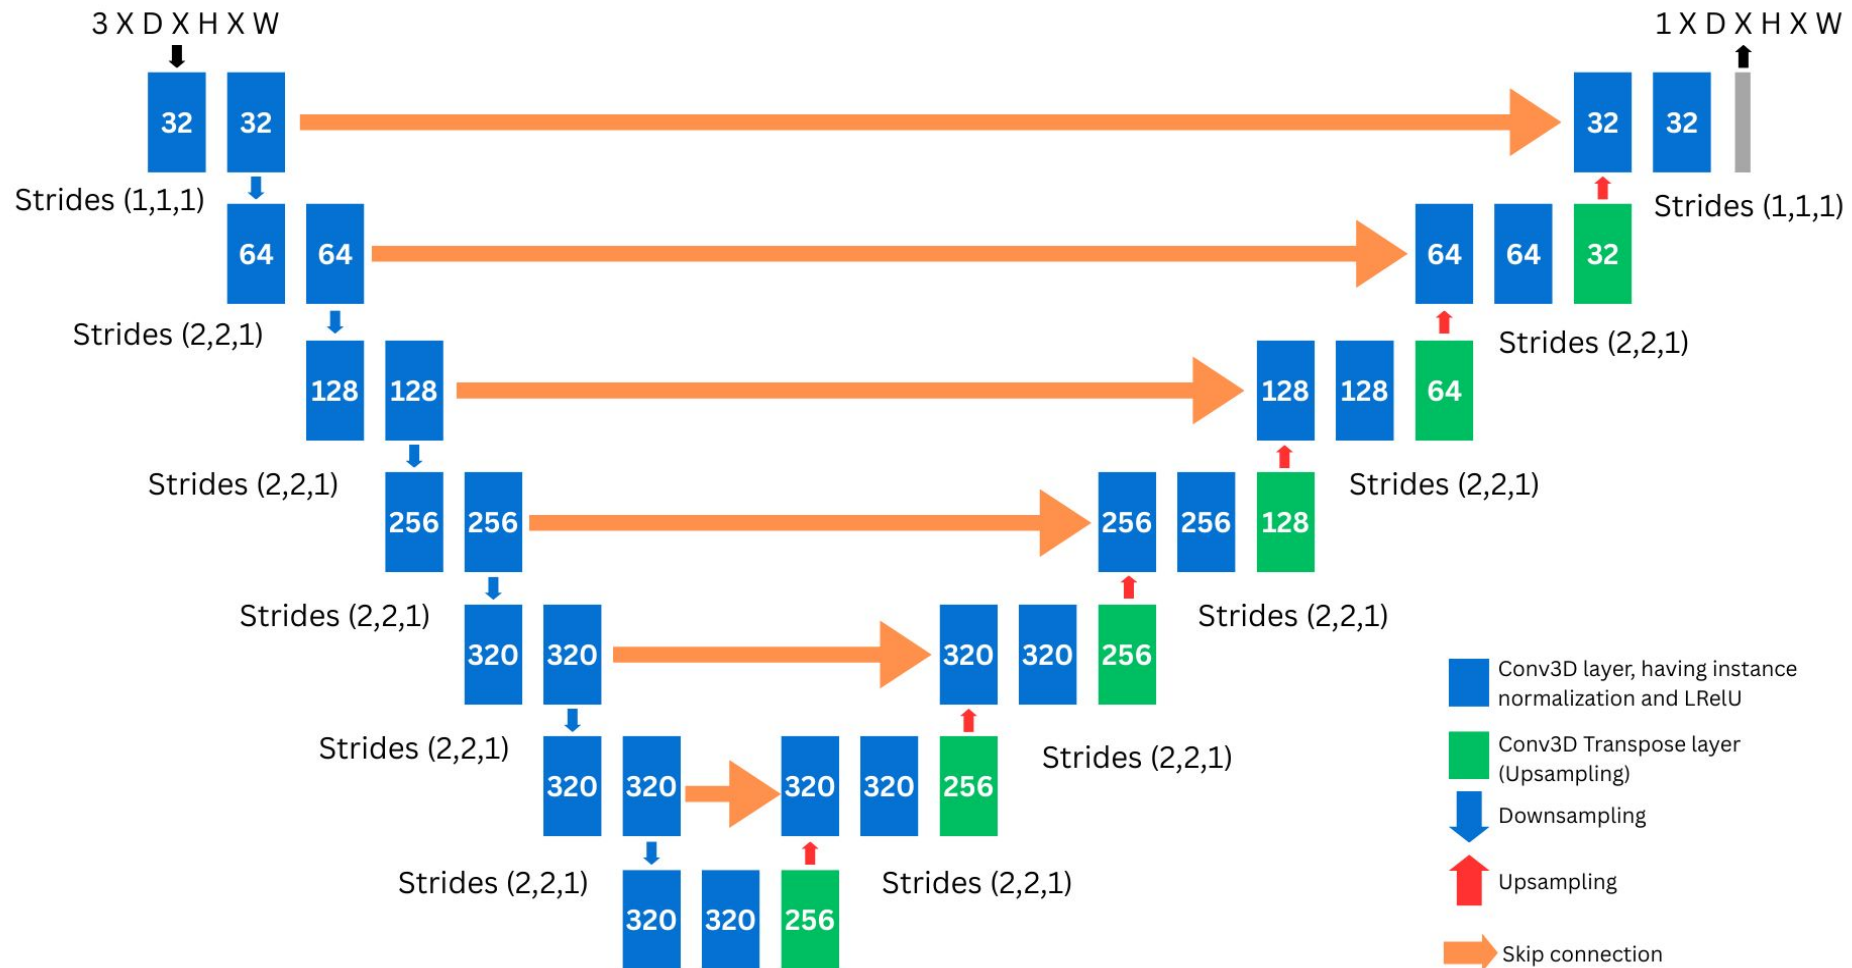 3 X D X H X W
1 X D X H X W
32
32
32
32
Strides (1,1,1)
Strides (1,1,1)
64
64
64
64
32
Strides (2,2,1)
Strides (2,2,1)
128
128
128
128
64
Strides (2,2,1)
Strides (2,2,1)
256
256
256
256
128
Strides (2,2,1)
Strides (2,2,1)
320
320
320
320
256
Strides (2,2,1)
Strides (2,2,1)
320
320
320
320
256
Strides (2,2,1)
Strides (2,2,1)
320
320
256
Conv3D layer, having instance
normalization and LRelU
Conv3D Transpose layer
(Upsampling)
Downsampling
Upsampling
Skip connection